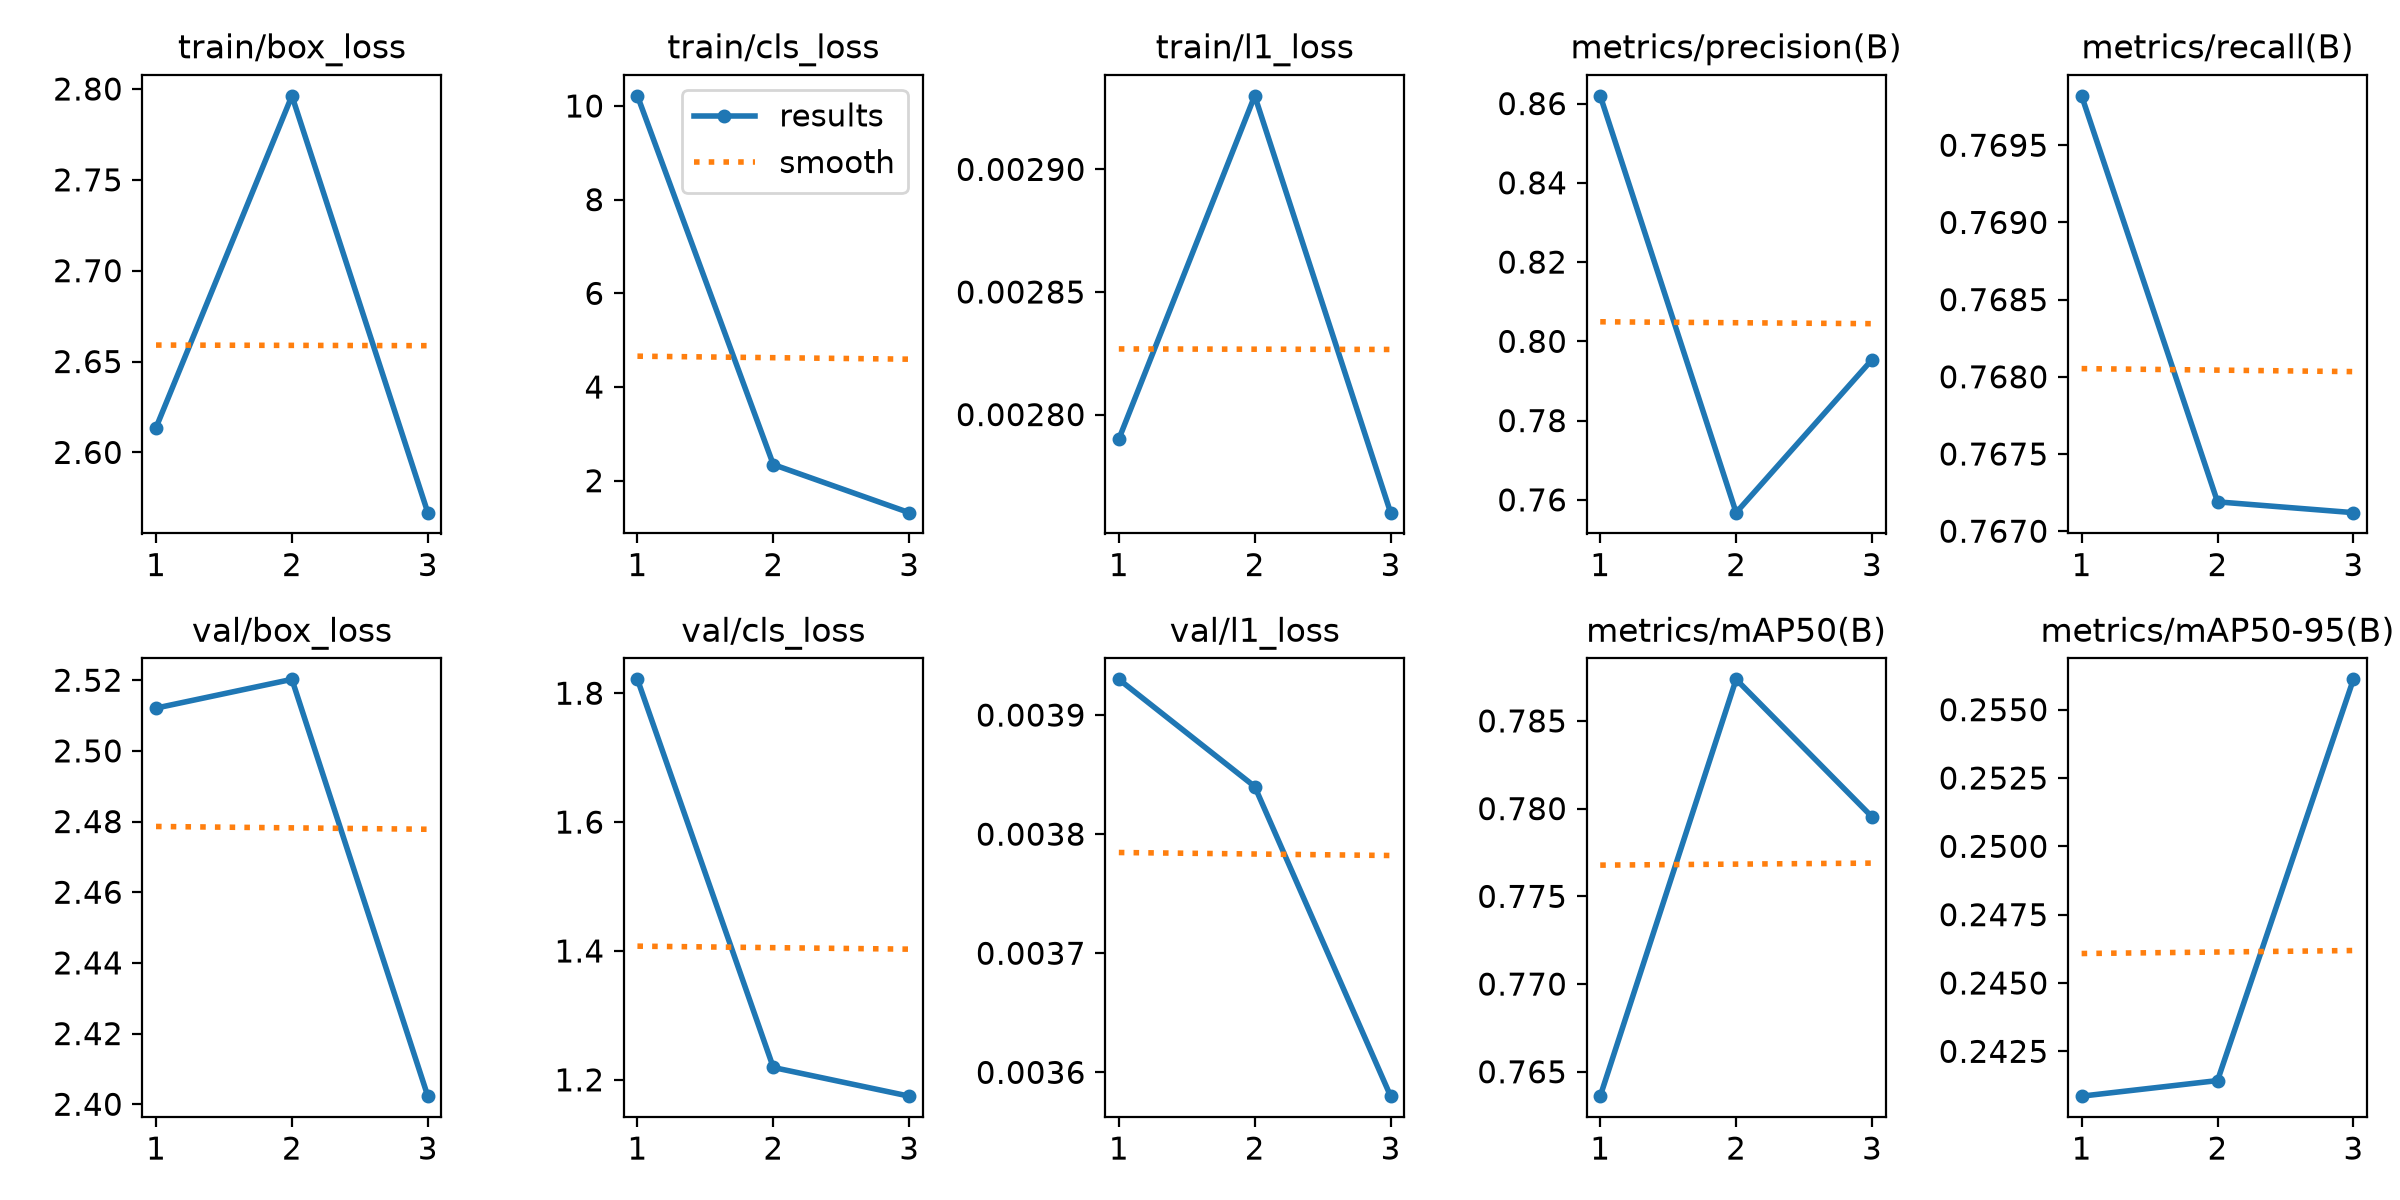 train/box_loss
2.80
2.75
2.70
2.65
2.60
1 2 3
train/cls_loss
results
smooth
10
8
6
4
2
1 2 3
train/l1_loss
0.00290
0.00285
0.00280
1 2 3
metrics/precision(B)
0.86
0.84
0.82
0.80
0.78
0.76
1 2 3
metrics/recall(B)
0.7695
0.7690
0.7685
0.7680
0.7675
0.7670
1 2 3
val/box_loss
2.52
2.50
2.48
2.46
2.44
2.42
2.40
1 2 3
val/cls_loss
1.8
1.6
1.4
1.2
1 2 3
val/l1_loss
0.0039
0.0038
0.0037
0.0036
1 2 3
metrics/mAP50(B)
0.785
0.780
0.775
0.770
0.765
1 2 3
metrics/mAP50-95(B)
0.2550
0.2525
0.2500
0.2475
0.2450
0.2425
1 2 3